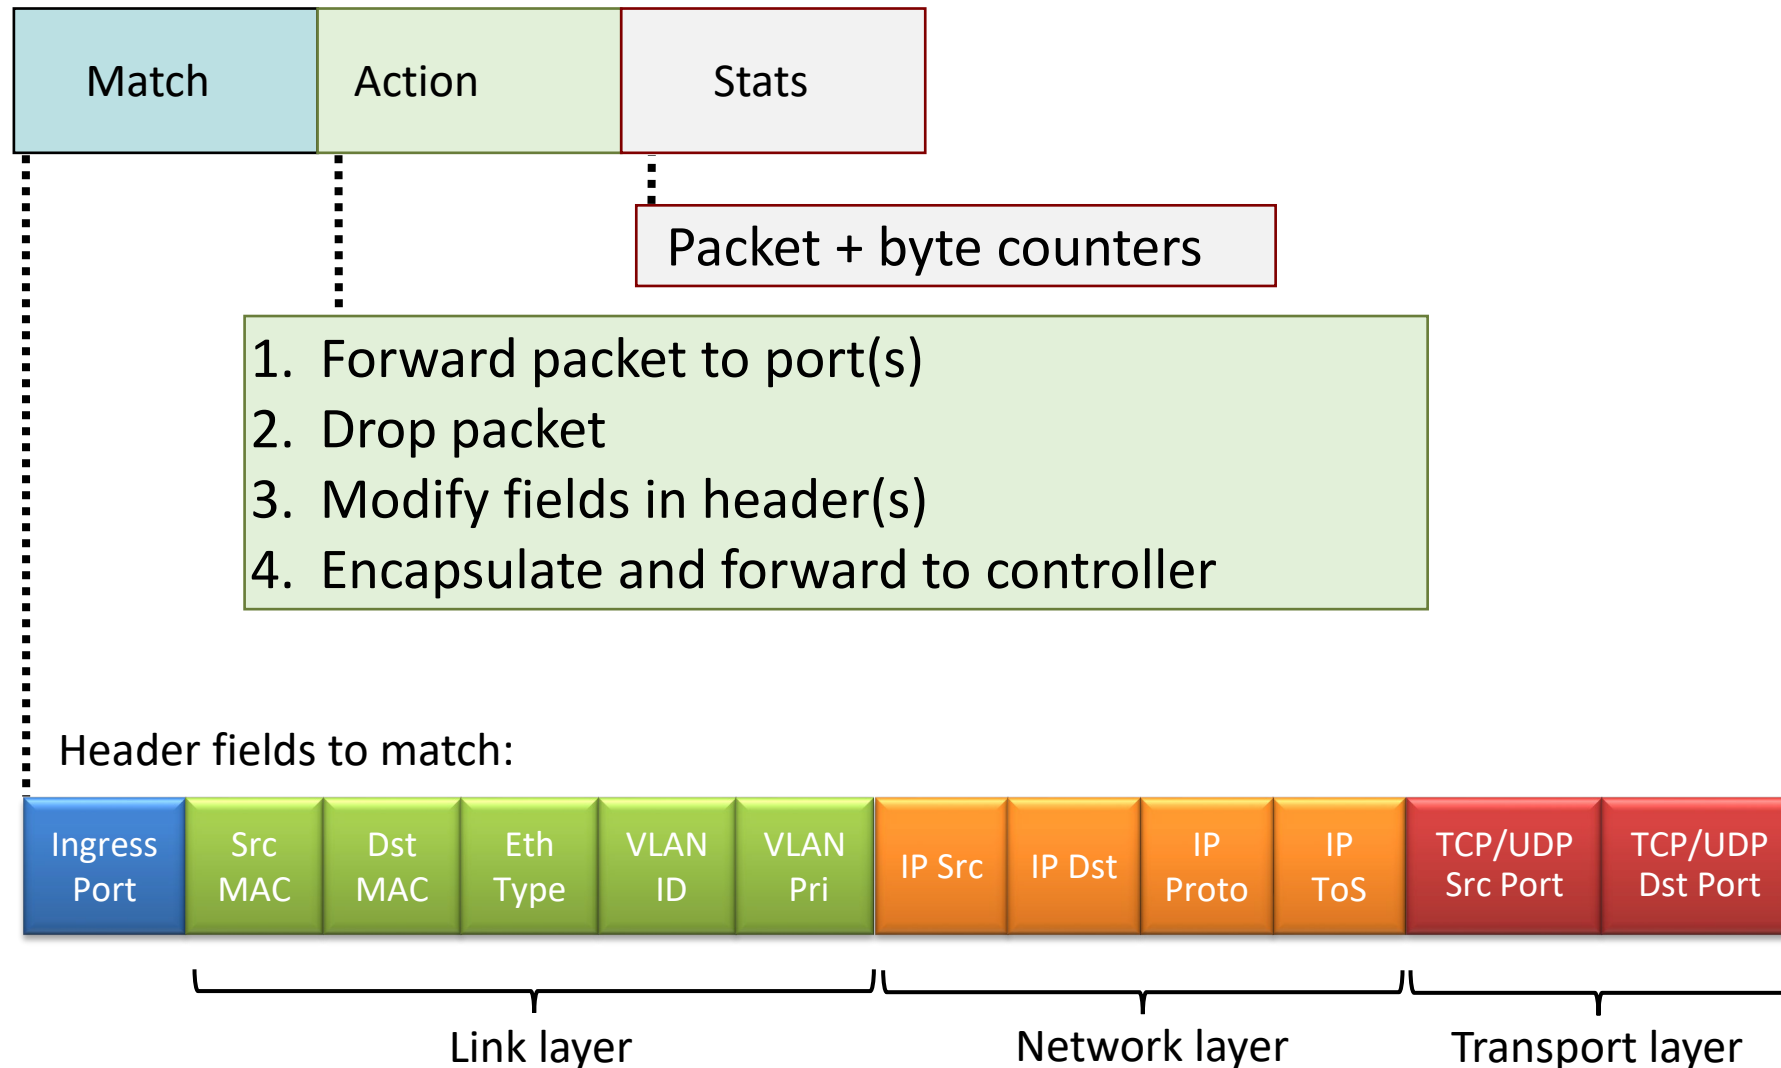 Match
Action
Stats
Packet + byte counters
1. Forward packet to port(s)
2. Drop packet
3. Modify fields in header(s)
4. Encapsulate and forward to controller
Header fields to match:
Ingress
Port
Src
MAC
Dst
MAC
Eth
Type
VLAN
ID
VLAN
Pri
IP Src
IP Dst
IP
Proto
IP
ToS
TCP/UDP
Src Port
TCP/UDP
Dst Port
Link layer
Network layer
Transport layer